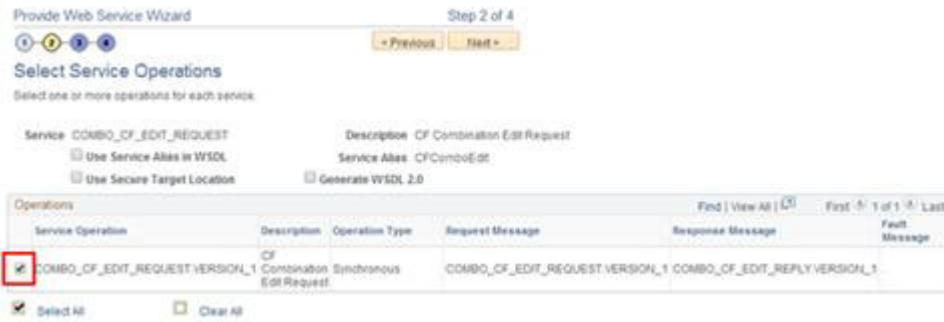 Provide Web Service Wizard Step 2 of 4
1 2 3 4 < Previous Next >
Select Service Operations
Select one or more operations for each service.
Service COMBO_CF_EDIT_REQUEST Description CF Combination Edit Request
Use Service Alias in WSDL Service Alias CFComboEdit
Use Secure Target Location Generate WSDL 2.0
Operations Find | View All | First 1 of 1 Last
Service Operation Description Operation Type Request Message Response Message Fault Message
COMBO_CF_EDIT_REQUEST.VERSION_1 CF Combination Edit Request Synchronous COMBO_CF_EDIT_REQUEST.VERSION_1 COMBO_CF_EDIT_REPLY.VERSION_1
Select All Clear All